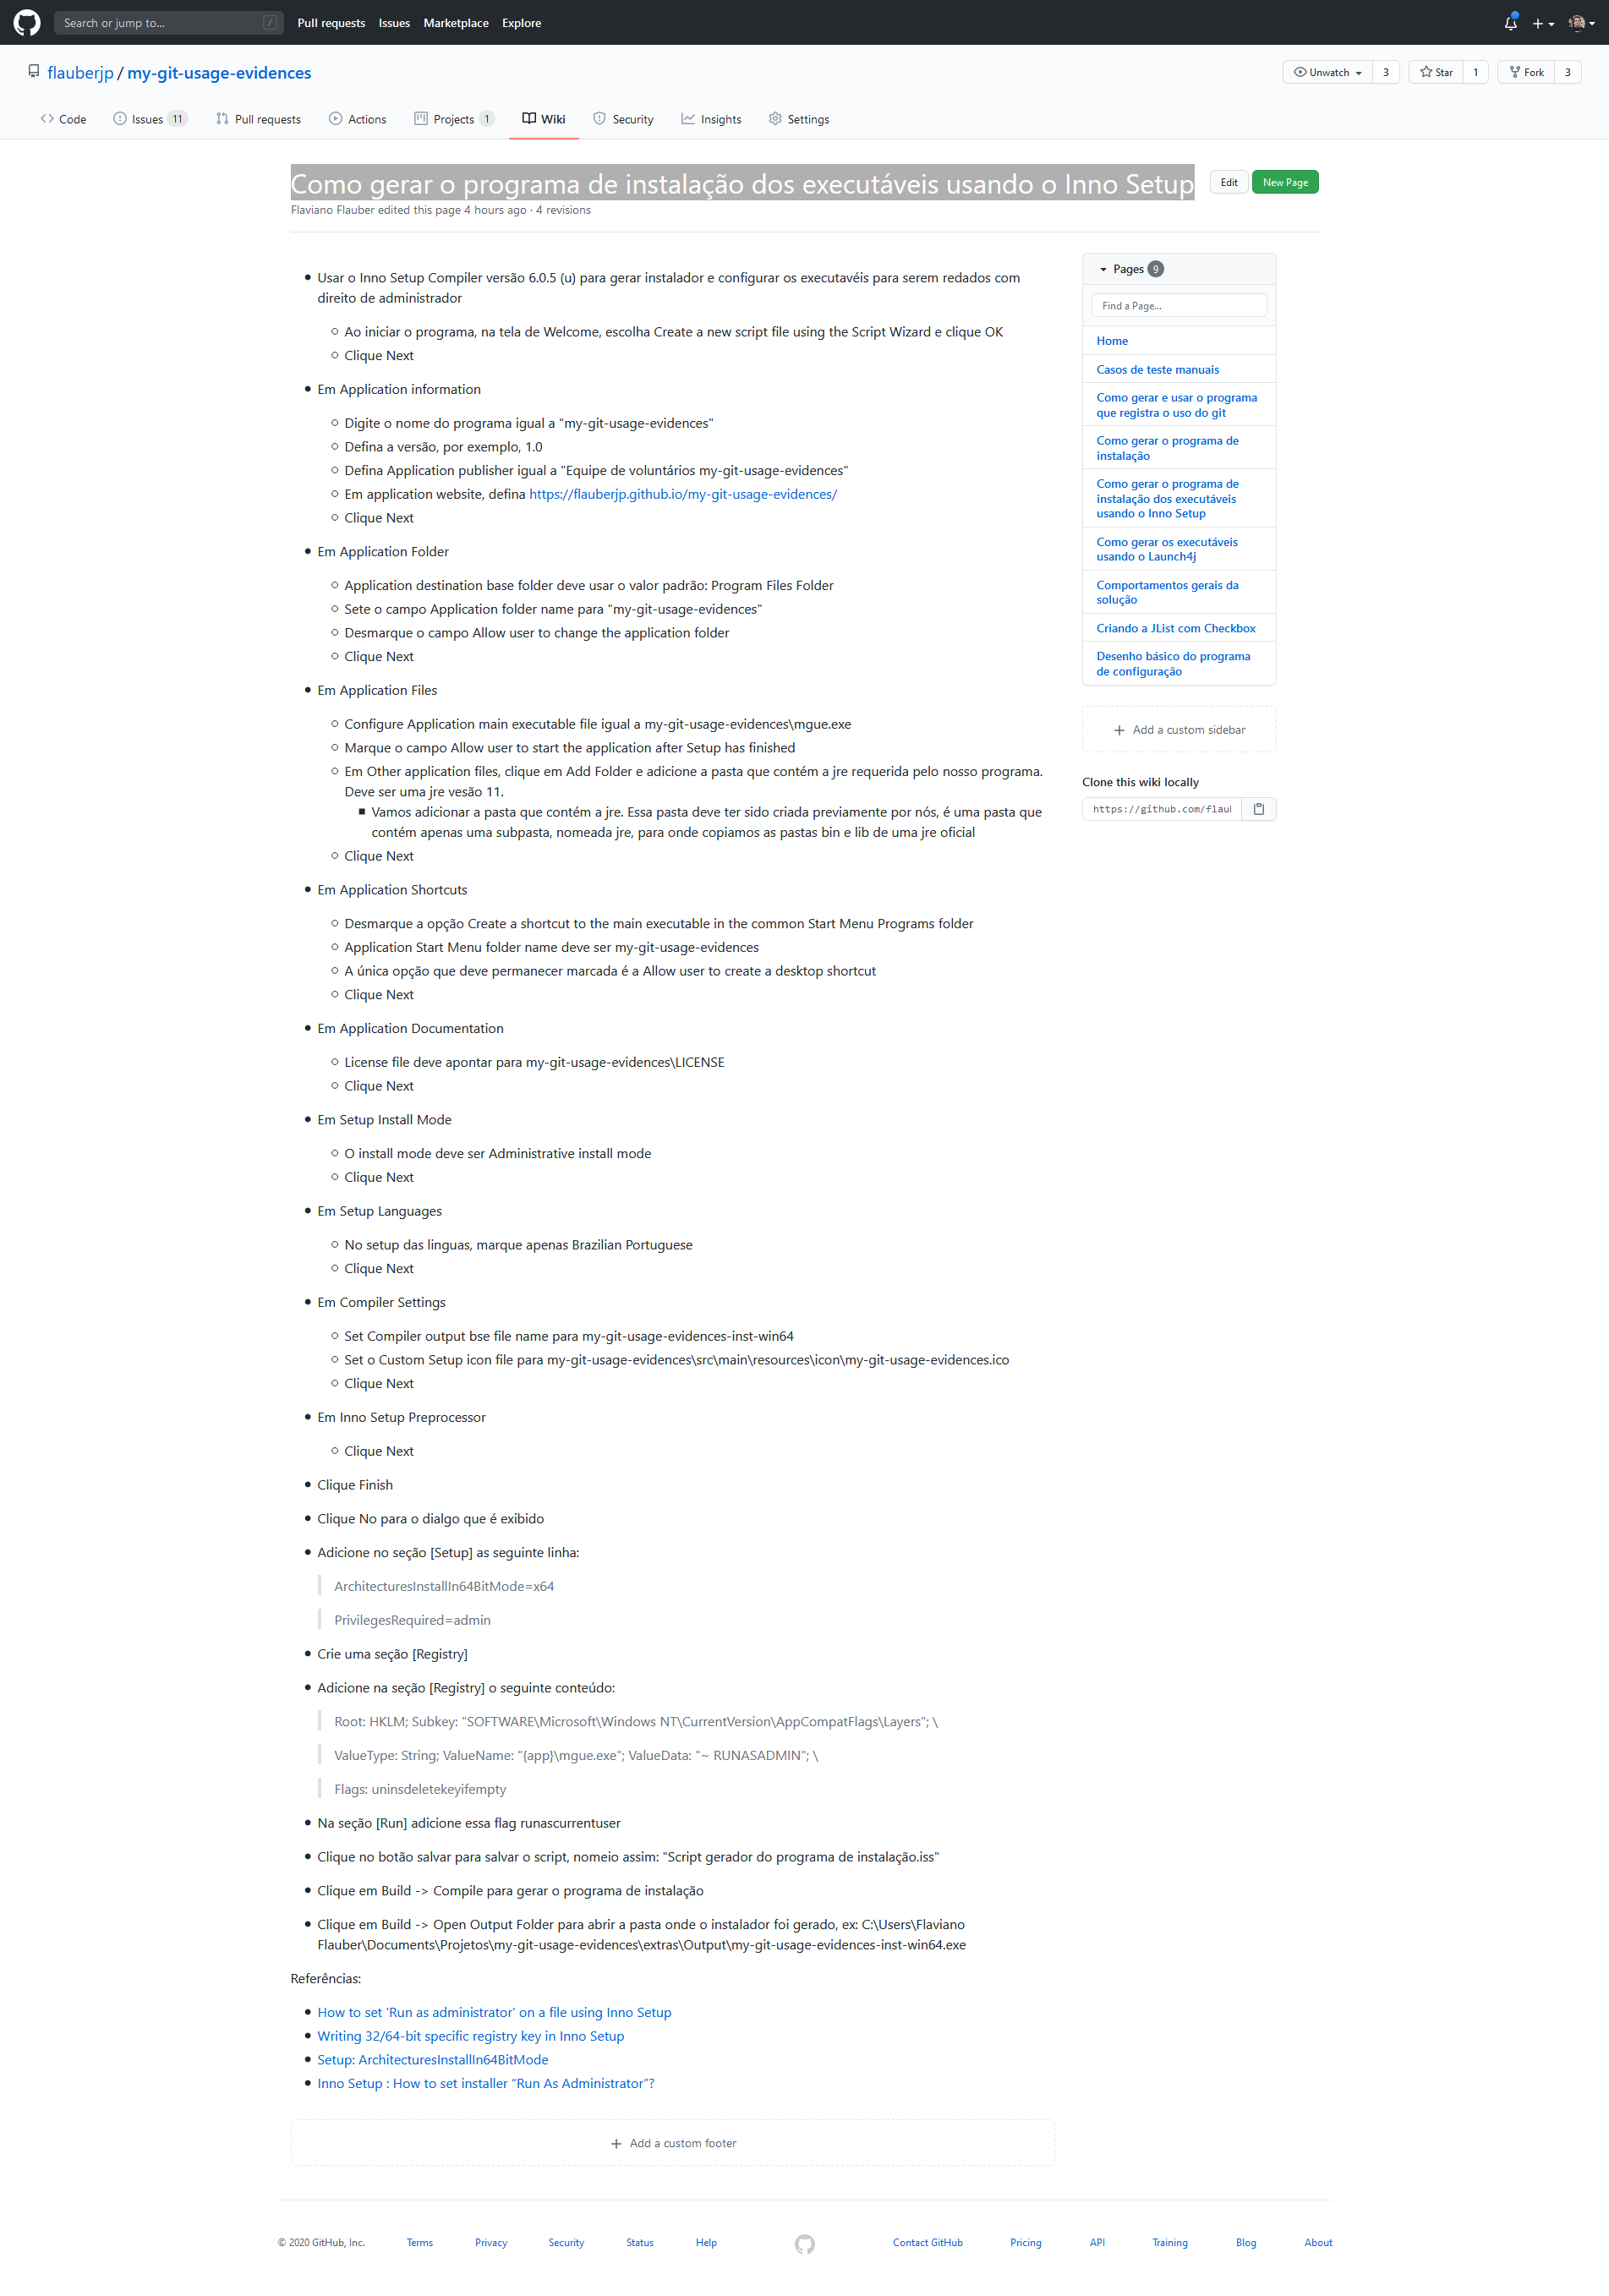 Search or jump to... /
Pull requests Issues Marketplace Explore
flauberjp / my-git-usage-evidences
Unwatch 3 Star 1 Fork 3
Code Issues 11 Pull requests Actions Projects 1 Wiki Security Insights Settings
Como gerar o programa de instalação dos executáveis usando o Inno Setup
Edit New Page
Flaviano Flauber edited this page 4 hours ago · 4 revisions
Usar o Inno Setup Compiler versão 6.0.5 (u) para gerar instalador e configurar os executavéis para serem redados com
direito de administrador
Ao iniciar o programa, na tela de Welcome, escolha Create a new script file using the Script Wizard e clique OK
Clique Next
Em Application information
Digite o nome do programa igual a "my-git-usage-evidences"
Defina a versão, por exemplo, 1.0
Defina Application publisher igual a "Equipe de voluntários my-git-usage-evidences"
Em application website, defina https://flauberjp.github.io/my-git-usage-evidences/
Clique Next
Em Application Folder
Application destination base folder deve usar o valor padrão: Program Files Folder
Sete o campo Application folder name para "my-git-usage-evidences"
Desmarque o campo Allow user to change the application folder
Clique Next
Em Application Files
Configure Application main executable file igual a my-git-usage-evidences\mgue.exe
Marque o campo Allow user to start the application after Setup has finished
Em Other application files, clique em Add Folder e adicione a pasta que contém a jre requerida pelo nosso programa.
Deve ser uma jre vesão 11.
Vamos adicionar a pasta que contém a jre. Essa pasta deve ter sido criada previamente por nós, é uma pasta que
contém apenas uma subpasta, nomeada jre, para onde copiamos as pastas bin e lib de uma jre oficial
Clique Next
Em Application Shortcuts
Desmarque a opção Create a shortcut to the main executable in the common Start Menu Programs folder
Application Start Menu folder name deve ser my-git-usage-evidences
A única opção que deve permanecer marcada é a Allow user to create a desktop shortcut
Clique Next
Em Application Documentation
License file deve apontar para my-git-usage-evidences\LICENSE
Clique Next
Em Setup Install Mode
O install mode deve ser Administrative install mode
Clique Next
Em Setup Languages
No setup das linguas, marque apenas Brazilian Portuguese
Clique Next
Em Compiler Settings
Set Compiler output bse file name para my-git-usage-evidences-inst-win64
Set o Custom Setup icon file para my-git-usage-evidences\src\main\resources\icon\my-git-usage-evidences.ico
Clique Next
Em Inno Setup Preprocessor
Clique Next
Clique Finish
Clique No para o dialgo que é exibido
Adicione no seção [Setup] as seguinte linha:
ArchitecturesInstallIn64BitMode=x64
PrivilegesRequired=admin
Crie uma seção [Registry]
Adicione na seção [Registry] o seguinte conteúdo:
Root: HKLM; Subkey: "SOFTWARE\Microsoft\Windows NT\CurrentVersion\AppCompatFlags\Layers"; \
ValueType: String; ValueName: "{app}\mgue.exe"; ValueData: "~ RUNASADMIN"; \
Flags: uninsdeletekeyifempty
Na seção [Run] adicione essa flag runascurrentuser
Clique no botão salvar para salvar o script, nomeio assim: "Script gerador do programa de instalação.iss"
Clique em Build -> Compile para gerar o programa de instalação
Clique em Build -> Open Output Folder para abrir a pasta onde o instalador foi gerado, ex: C:\Users\Flaviano
Flauber\Documents\Projetos\my-git-usage-evidences\extras\Output\my-git-usage-evidences-inst-win64.exe
Referências:
How to set 'Run as administrator' on a file using Inno Setup
Writing 32/64-bit specific registry key in Inno Setup
Setup: ArchitecturesInstallIn64BitMode
Inno Setup : How to set installer “Run As Administrator”?
Add a custom footer
Pages 9
Find a Page...
Home
Casos de teste manuais
Como gerar e usar o programa
que registra o uso do git
Como gerar o programa de
instalação
Como gerar o programa de
instalação dos executáveis
usando o Inno Setup
Como gerar os executáveis
usando o Launch4j
Comportamentos gerais da
solução
Criando a JList com Checkbox
Desenho básico do programa
de configuração
Add a custom sidebar
Clone this wiki locally
https://github.com/flaul
© 2020 GitHub, Inc. Terms Privacy Security Status Help Contact GitHub Pricing API Training Blog About